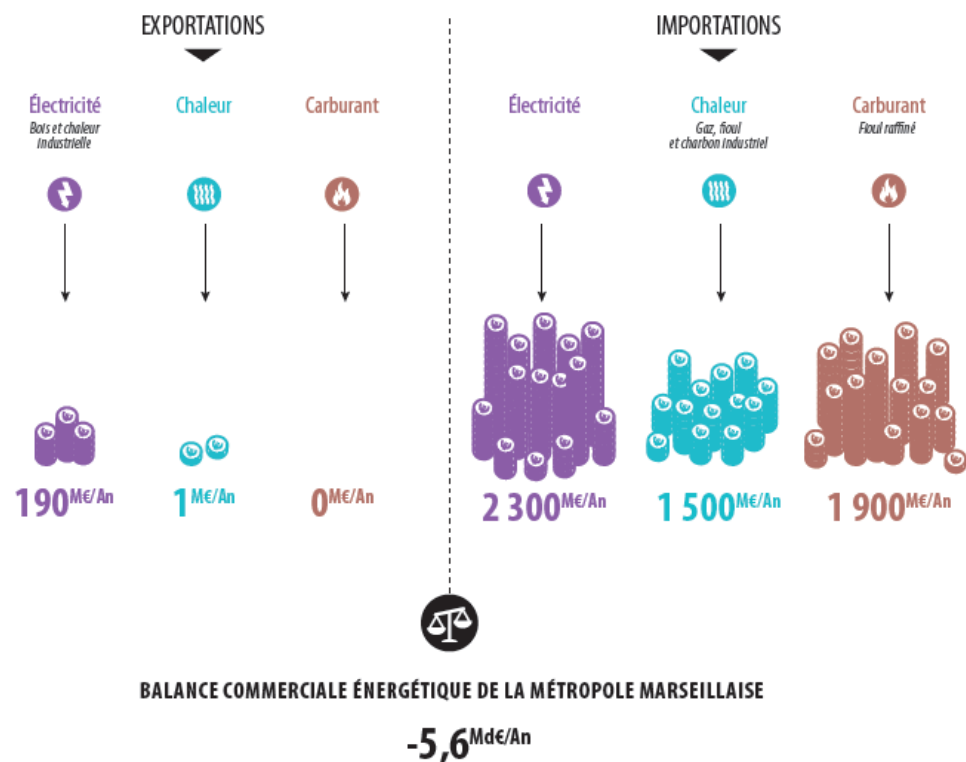 EXPORTATIONS
Électricité
Bois et chaleur
industrielle
Chaleur
Carburant
190M€/An
1M€/An
0M€/An
IMPORTATIONS
Électricité
Chaleur
Gaz, fioul
et charbon industriel
Carburant
Fioul raffiné
2 300M€/An
1 500M€/An
1 900M€/An
BALANCE COMMERCIALE ÉNERGÉTIQUE DE LA MÉTROPOLE MARSEILLAISE
-5,6Md€/An